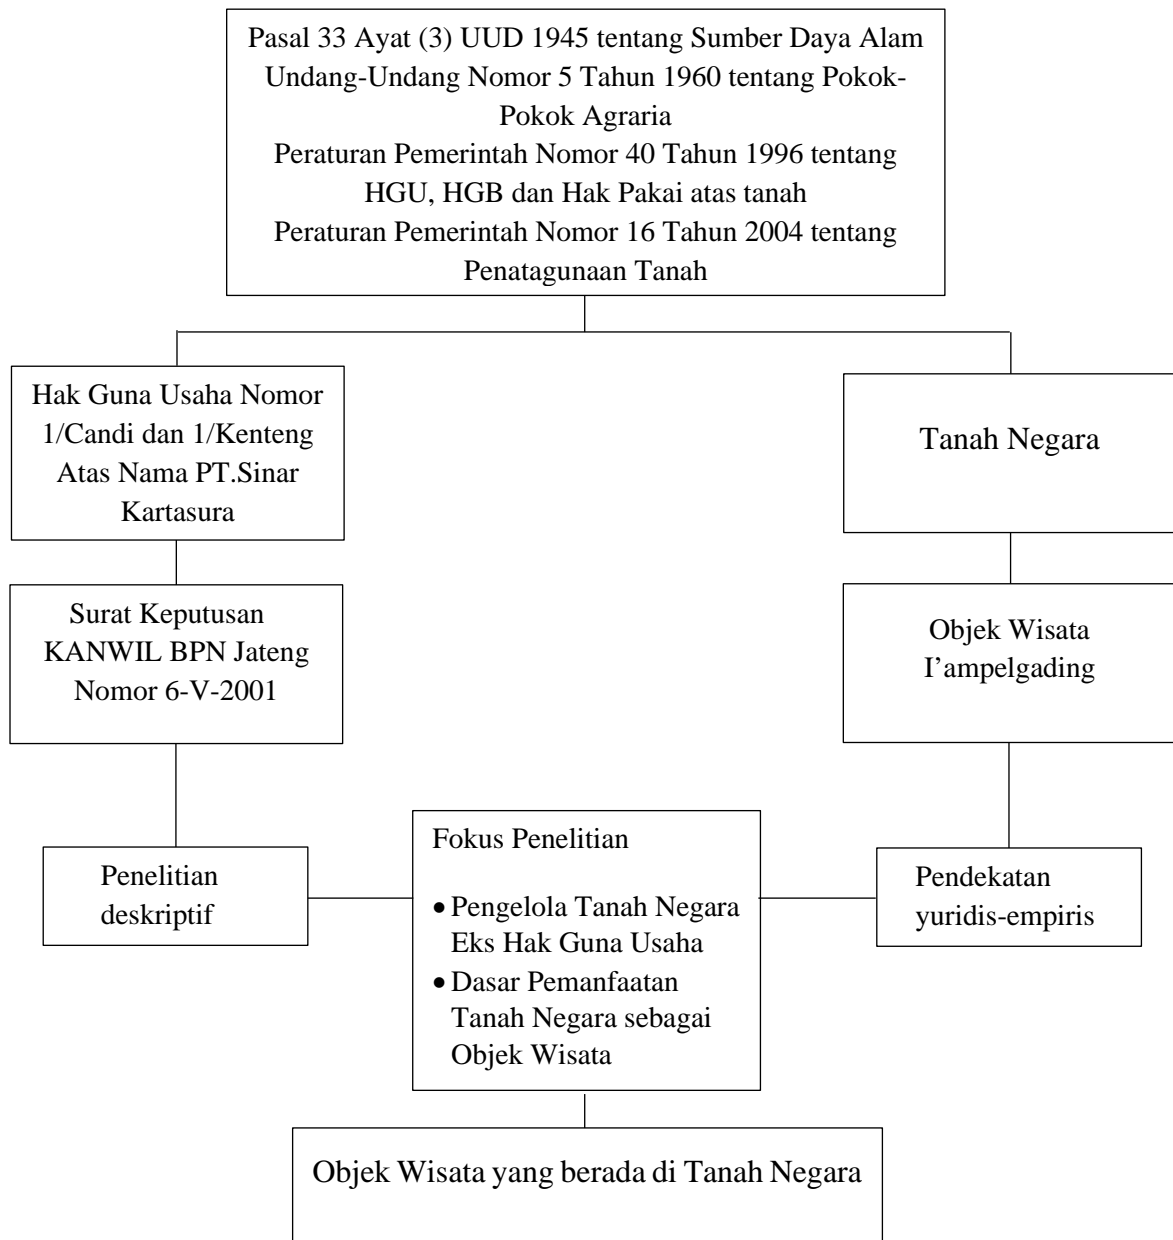 Pasal 33 Ayat (3) UUD 1945 tentang Sumber Daya Alam
Undang-Undang Nomor 5 Tahun 1960 tentang Pokok-
Pokok Agraria
Peraturan Pemerintah Nomor 40 Tahun 1996 tentang
HGU, HGB dan Hak Pakai atas tanah
Peraturan Pemerintah Nomor 16 Tahun 2004 tentang
Penatagunaan Tanah
Hak Guna Usaha Nomor
1/Candi dan 1/Kenteng
Atas Nama PT.Sinar
Kartasura
Tanah Negara
Surat Keputusan
KANWIL BPN Jateng
Nomor 6-V-2001
Objek Wisata
I’ampelgading
Penelitian
deskriptif
Fokus Penelitian
• Pengelola Tanah Negara
Eks Hak Guna Usaha
• Dasar Pemanfaatan
Tanah Negara sebagai
Objek Wisata
Pendekatan
yuridis-empiris
Objek Wisata yang berada di Tanah Negara